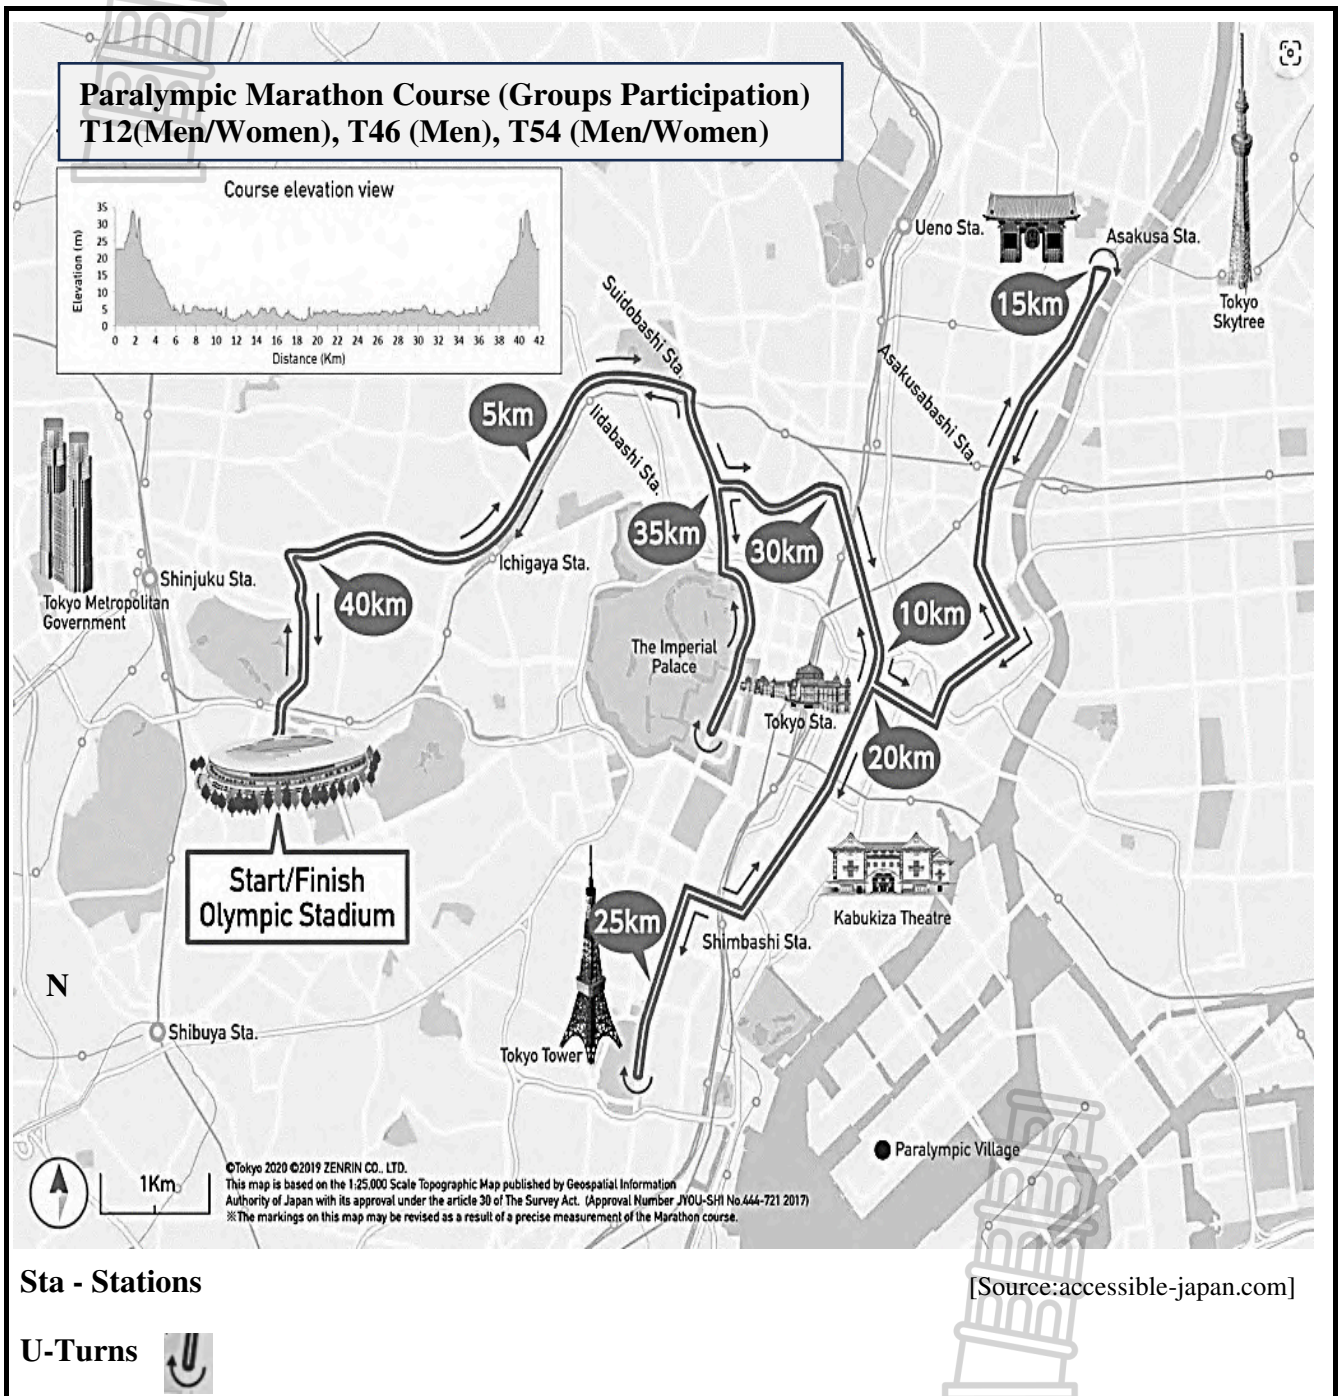 Paralympic Marathon Course (Groups Participation)
T12(Men/Women), T46 (Men), T54 (Men/Women)
Course elevation view
Elevation (m)
35
30
25
20
15
10
5
0
0 2 4 6 8 10 12 14 16 18 20 22 24 26 28 30 32 34 36 38 40 42
Distance (Km)
Ueno Sta.
Asakusa Sta.
15km
Tokyo
Skytree
Suidobashi Sta.
Asakusabashi Sta.
5km
Iidabashi Sta.
35km
30km
Ichigaya Sta.
Shinjuku Sta.
Tokyo Metropolitan
Government
40km
10km
The Imperial
Palace
Tokyo Sta.
20km
Start/Finish
Olympic Stadium
25km
Kabukiza Theatre
Shimbashi Sta.
N
Shibuya Sta.
Tokyo Tower
Paralympic Village
1Km
©Tokyo 2020 ©2019 ZENRIN CO., LTD.
This map is based on the 1:25,000 Scale Topographic Map published by Geospatial Information
Authority of Japan with its approval under the article 30 of The Survey Act. (Approval Number JYOU-SHI No.444-721 2017)
※The markings on this map may be revised as a result of a precise measurement of the Marathon course.
Sta - Stations
[Source:accessible-japan.com]
U-Turns